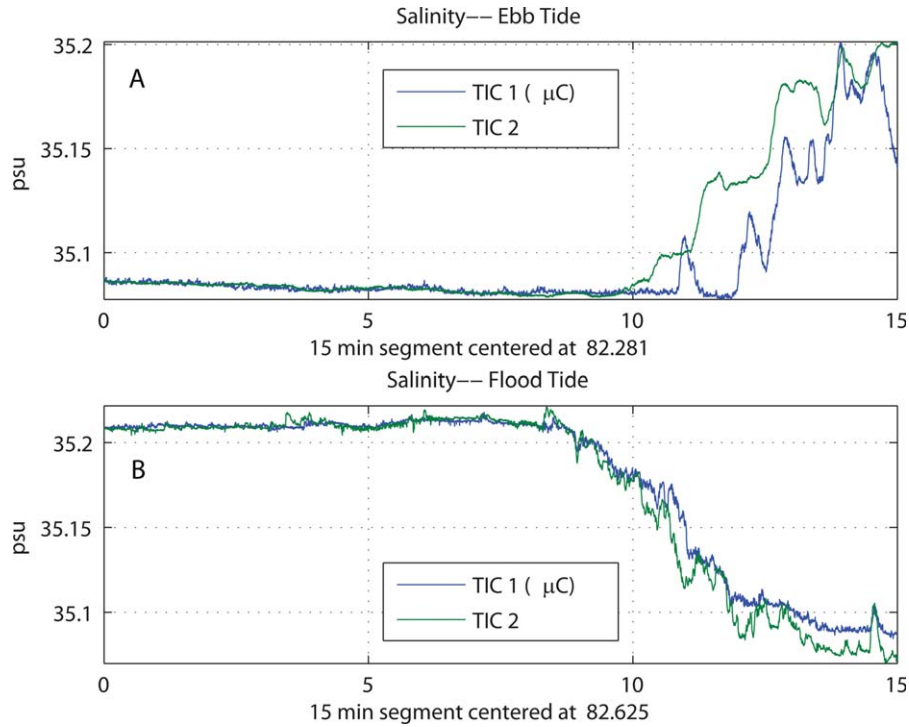 Salinity–– Ebb Tide
A
TIC 1 ( μC)
TIC 2
35.2
35.15
35.1
psu
0 5 10 15
15 min segment centered at 82.281
Salinity–– Flood Tide
B
TIC 1 ( μC)
TIC 2
35.2
35.15
35.1
psu
0 5 10 15
15 min segment centered at 82.625